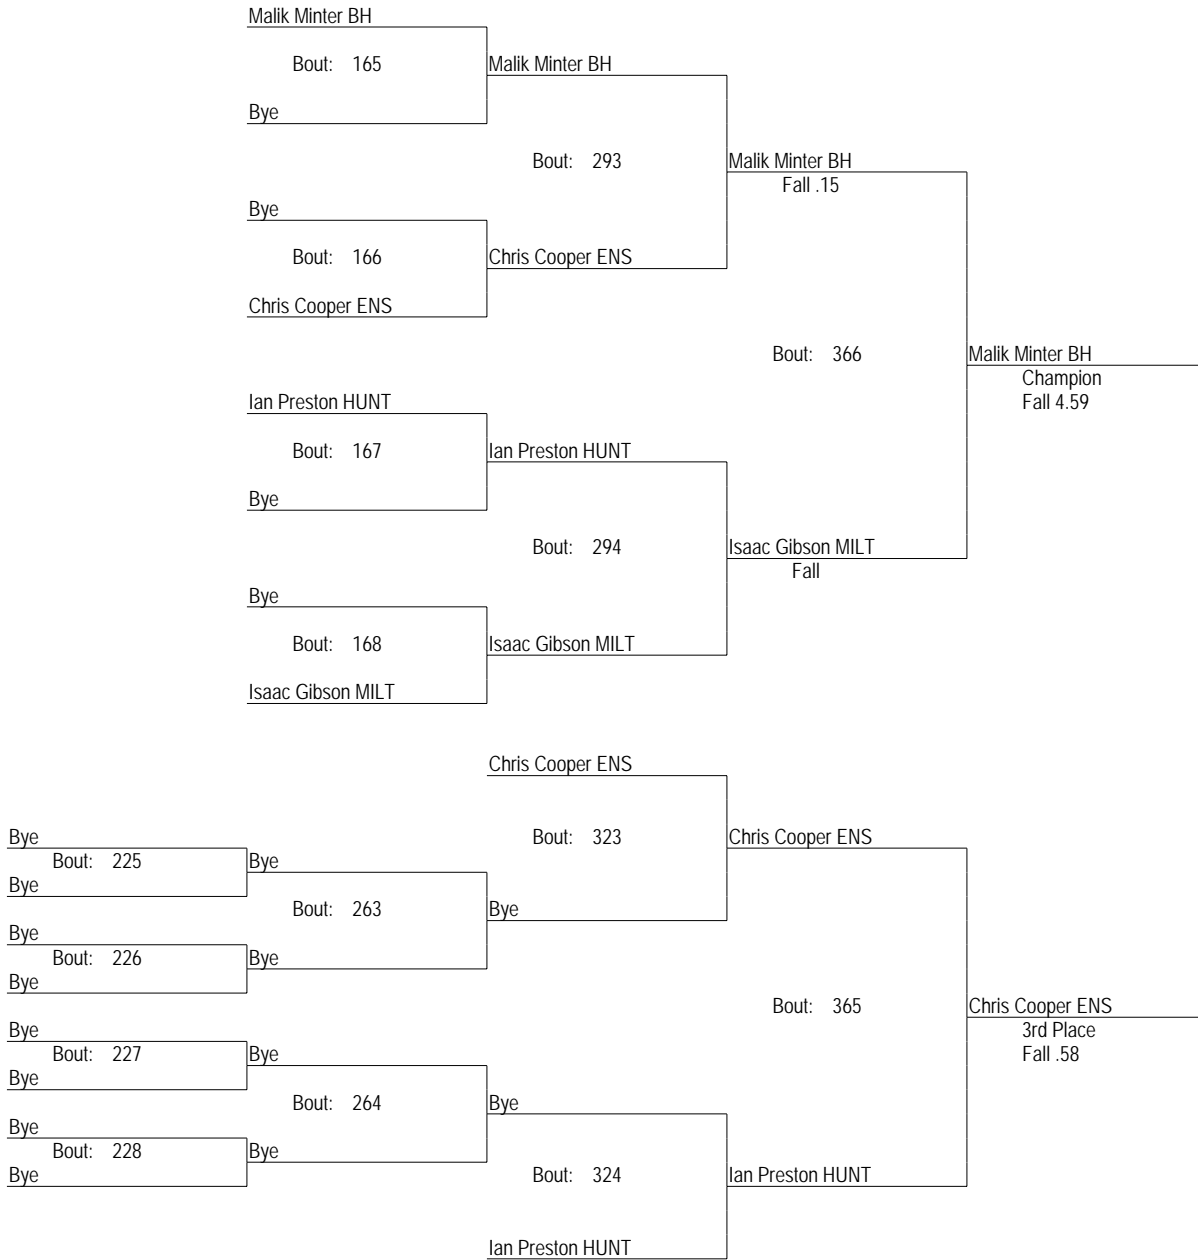 Malik Minter BH
Bout: 165 Malik Minter BH
Bye
Bout: 293 Malik Minter BH
Fall .15
Bye
Bout: 166 Chris Cooper ENS
Chris Cooper ENS
Bout: 366 Malik Minter BH
Champion
Ian Preston HUNT Fall 4.59
Bout: 167 Ian Preston HUNT
Bye
Bout: 294 Isaac Gibson MILT
Fall
Bye
Bout: 168 Isaac Gibson MILT
Isaac Gibson MILT
Chris Cooper ENS
Bye Bout: 323 Chris Cooper ENS
Bout: 225 Bye
Bye
Bout: 263 Bye
Bye
Bout: 226 Bye
Bye
Bout: 365 Chris Cooper ENS
Bye 3rd Place
Bout: 227 Bye Fall .58
Bye
Bout: 264 Bye
Bye
Bout: 228 Bye
Bye Bout: 324 Ian Preston HUNT
Ian Preston HUNT